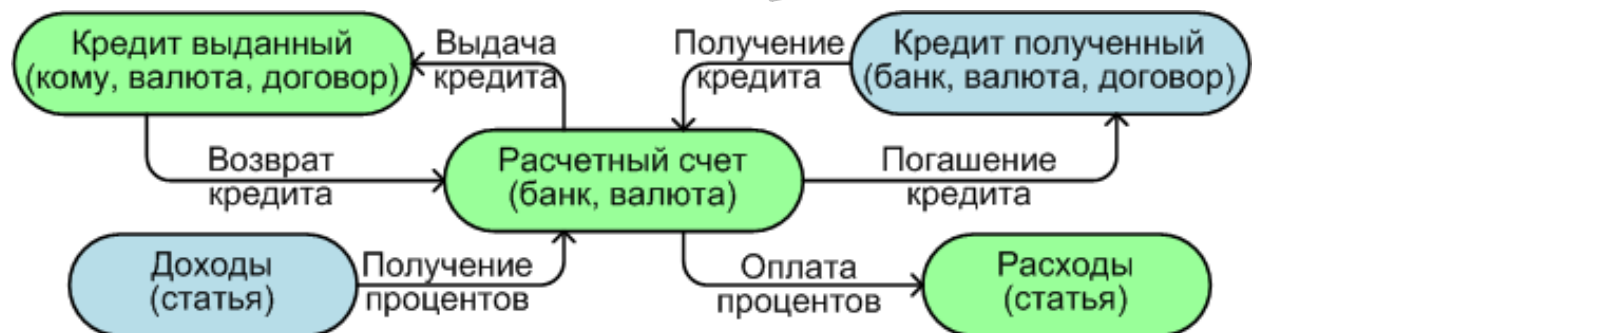 Кредит выданный
(кому, валюта, договор)
Выдача
кредита
Получение
кредита
Кредит полученный
(банк, валюта, договор)
Возврат
кредита
Расчетный счет
(банк, валюта)
Погашение
кредита
Доходы
(статья)
Получение
процентов
Оплата
процентов
Расходы
(статья)